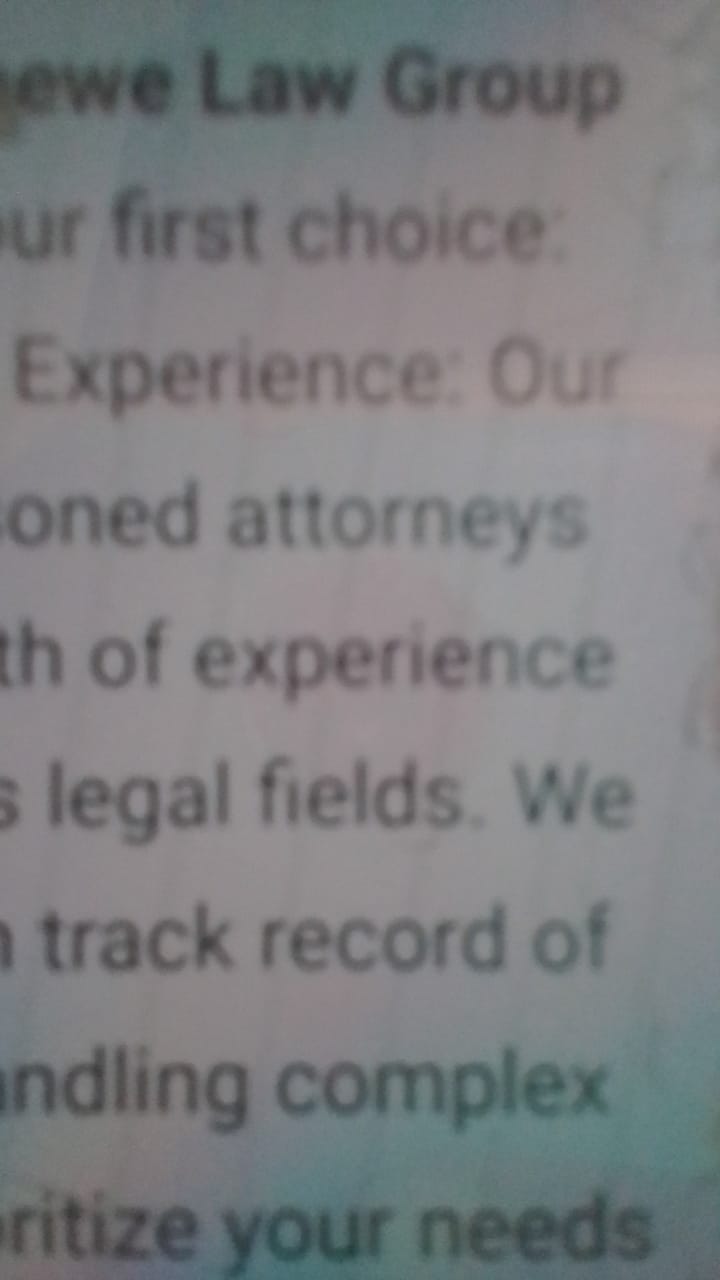 ewe Law Group
ur first choice:
Experience: Our
oned attorneys
th of experience
s legal fields. We
track record of
ndling complex
ritize your needs